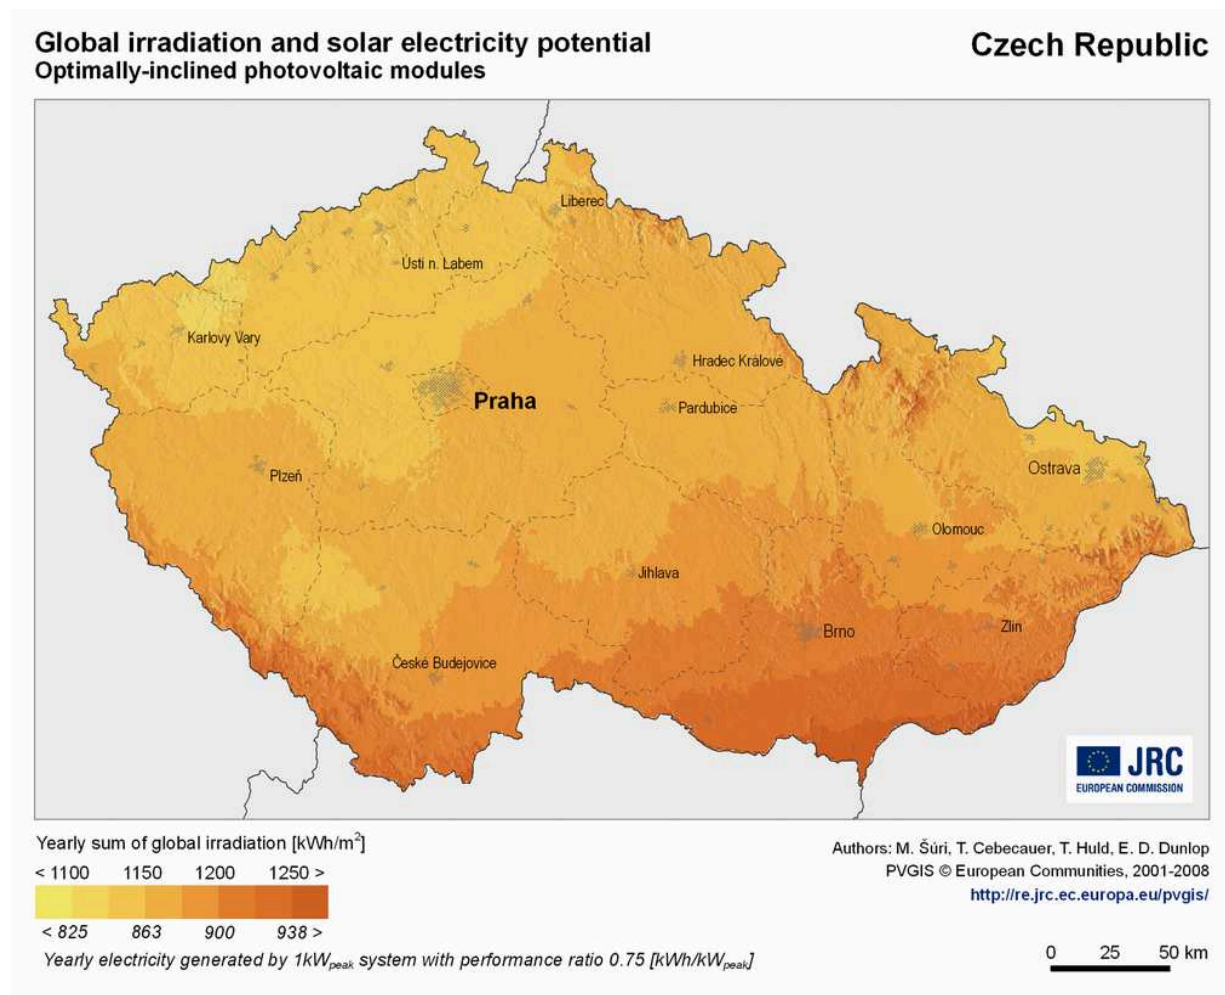 Global irradiation and solar electricity potential
Optimally-inclined photovoltaic modules
Czech Republic
Liberec
Ústí n. Labem
Karlovy Vary
Hradec Králové
Praha
Pardubice
Plzeň
Ostrava
Olomouc
Jihlava
Brno
Zlin
České Budejovice
JRC
EUROPEAN COMMISSION
Yearly sum of global irradiation [kWh/m²]
< 1100 1150 1200 1250 >
< 825 863 900 938 >
Yearly electricity generated by 1kWpeak system with performance ratio 0.75 [kWh/kWpeak]
Authors: M. Šúri, T. Cebecauer, T. Huld, E. D. Dunlop
PVGIS © European Communities, 2001-2008
http://re.jrc.ec.europa.eu/pvgis/
0 25 50 km